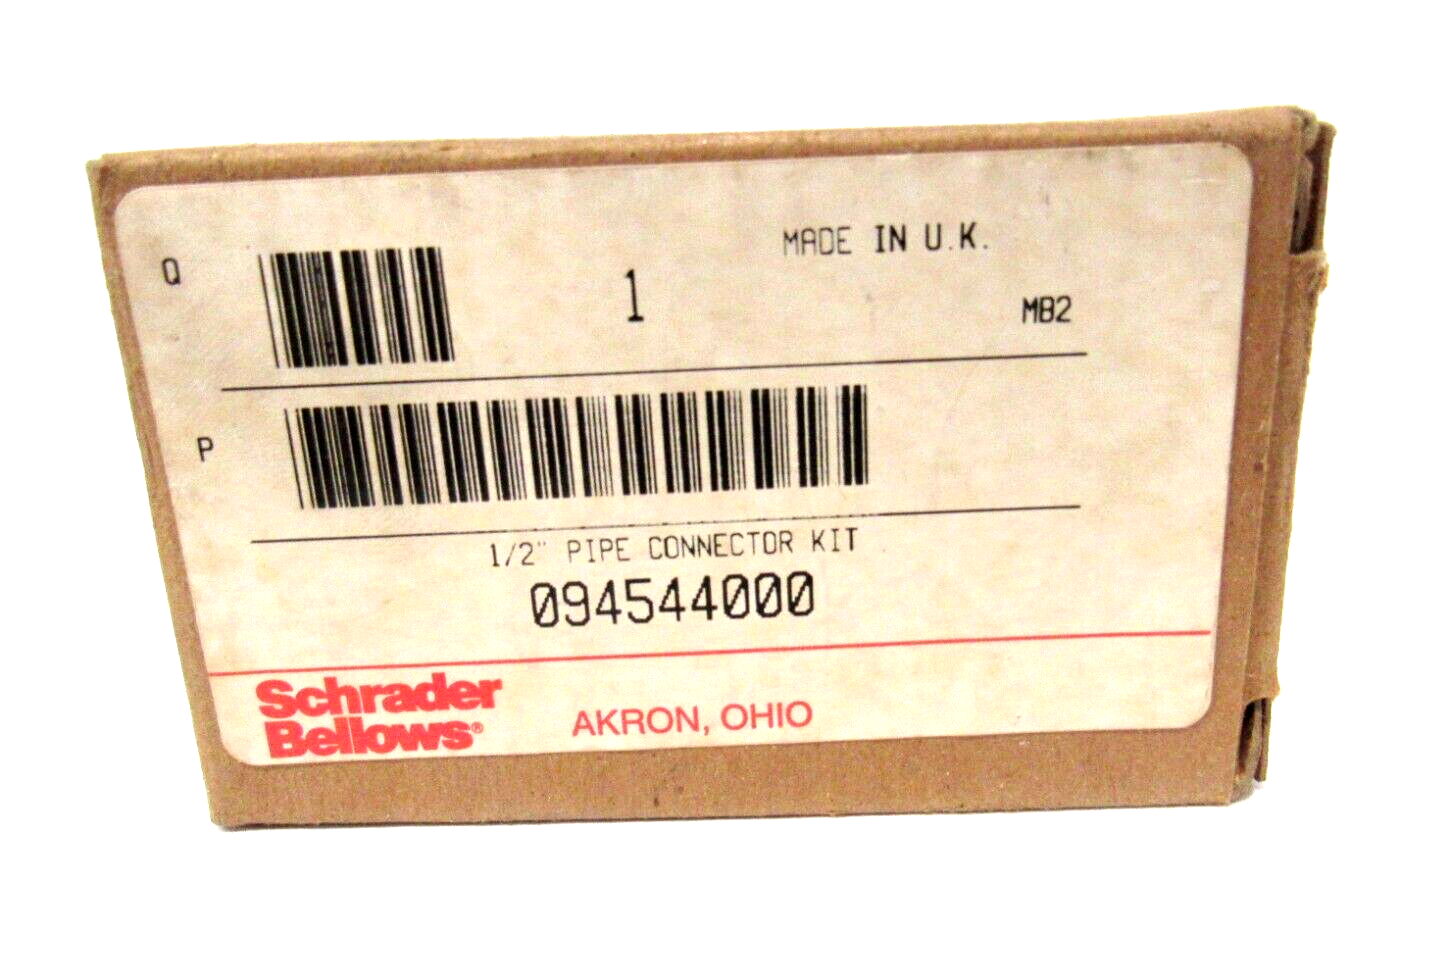 MADE IN U.K.
Q 1
MB2
P
1/2" PIPE CONNECTOR KIT
094544000
Schrader
Bellows®
AKRON, OHIO